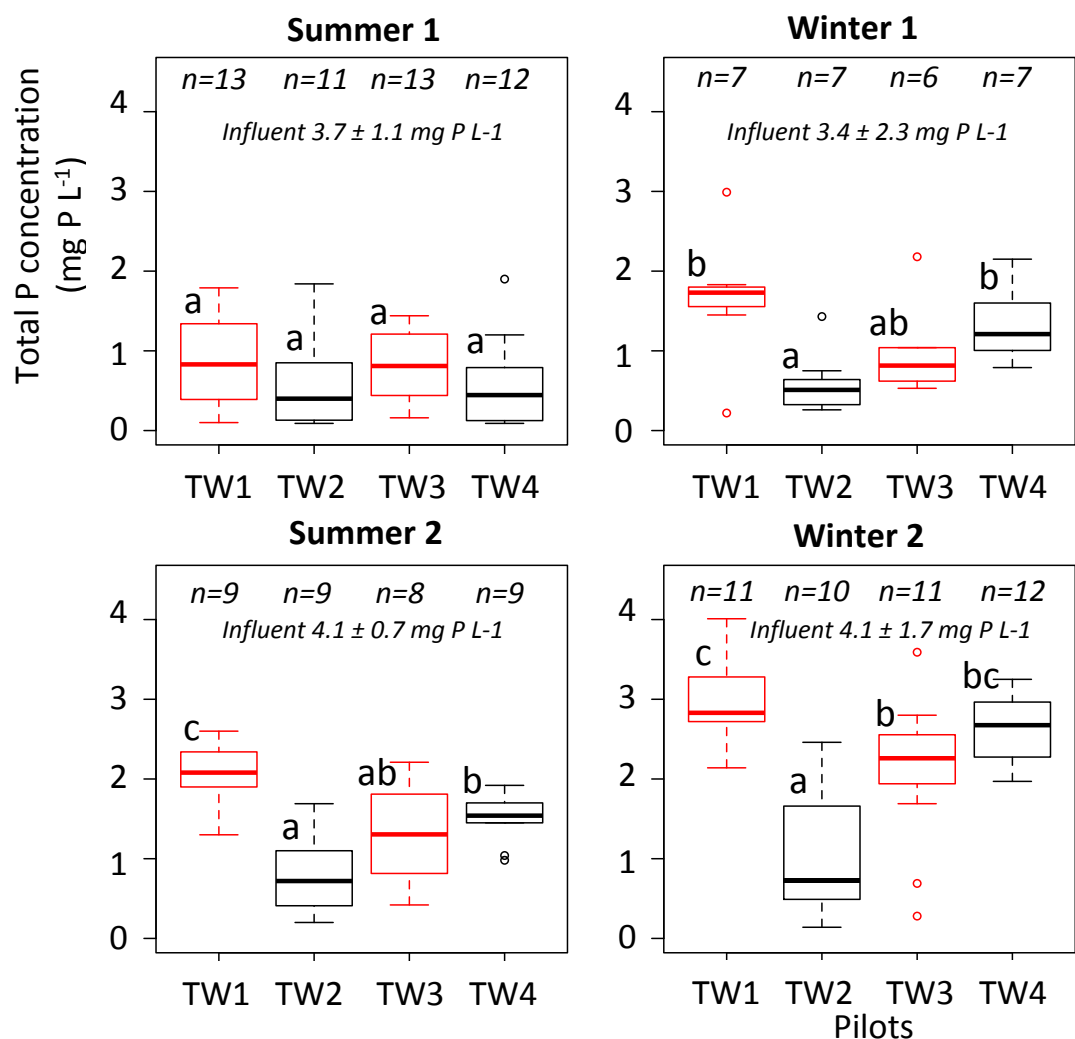 Total P concentration
(mg P L-1)
Summer 1
n=13 n=11 n=13 n=12
Influent 3.7 ± 1.1 mg P L-1
4
3
2
1
0
a a a a
TW1 TW2 TW3 TW4
Winter 1
n=7 n=7 n=6 n=7
Influent 3.4 ± 2.3 mg P L-1
4
3
2
1
0
b a ab b
TW1 TW2 TW3 TW4
Summer 2
n=9 n=9 n=8 n=9
Influent 4.1 ± 0.7 mg P L-1
4
3
2
1
0
c a ab b
TW1 TW2 TW3 TW4
Winter 2
n=11 n=10 n=11 n=12
Influent 4.1 ± 1.7 mg P L-1
4
3
2
1
0
c a b bc
TW1 TW2 TW3 TW4
Pilots